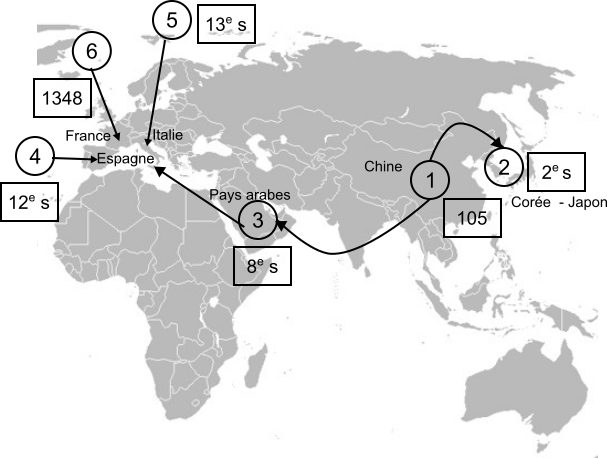 5
13e s
6
1348
France
Italie
4
Espagne
12e s
Chine
1
2
2e s
Corée - Japon
105
Pays arabes
3
8e s